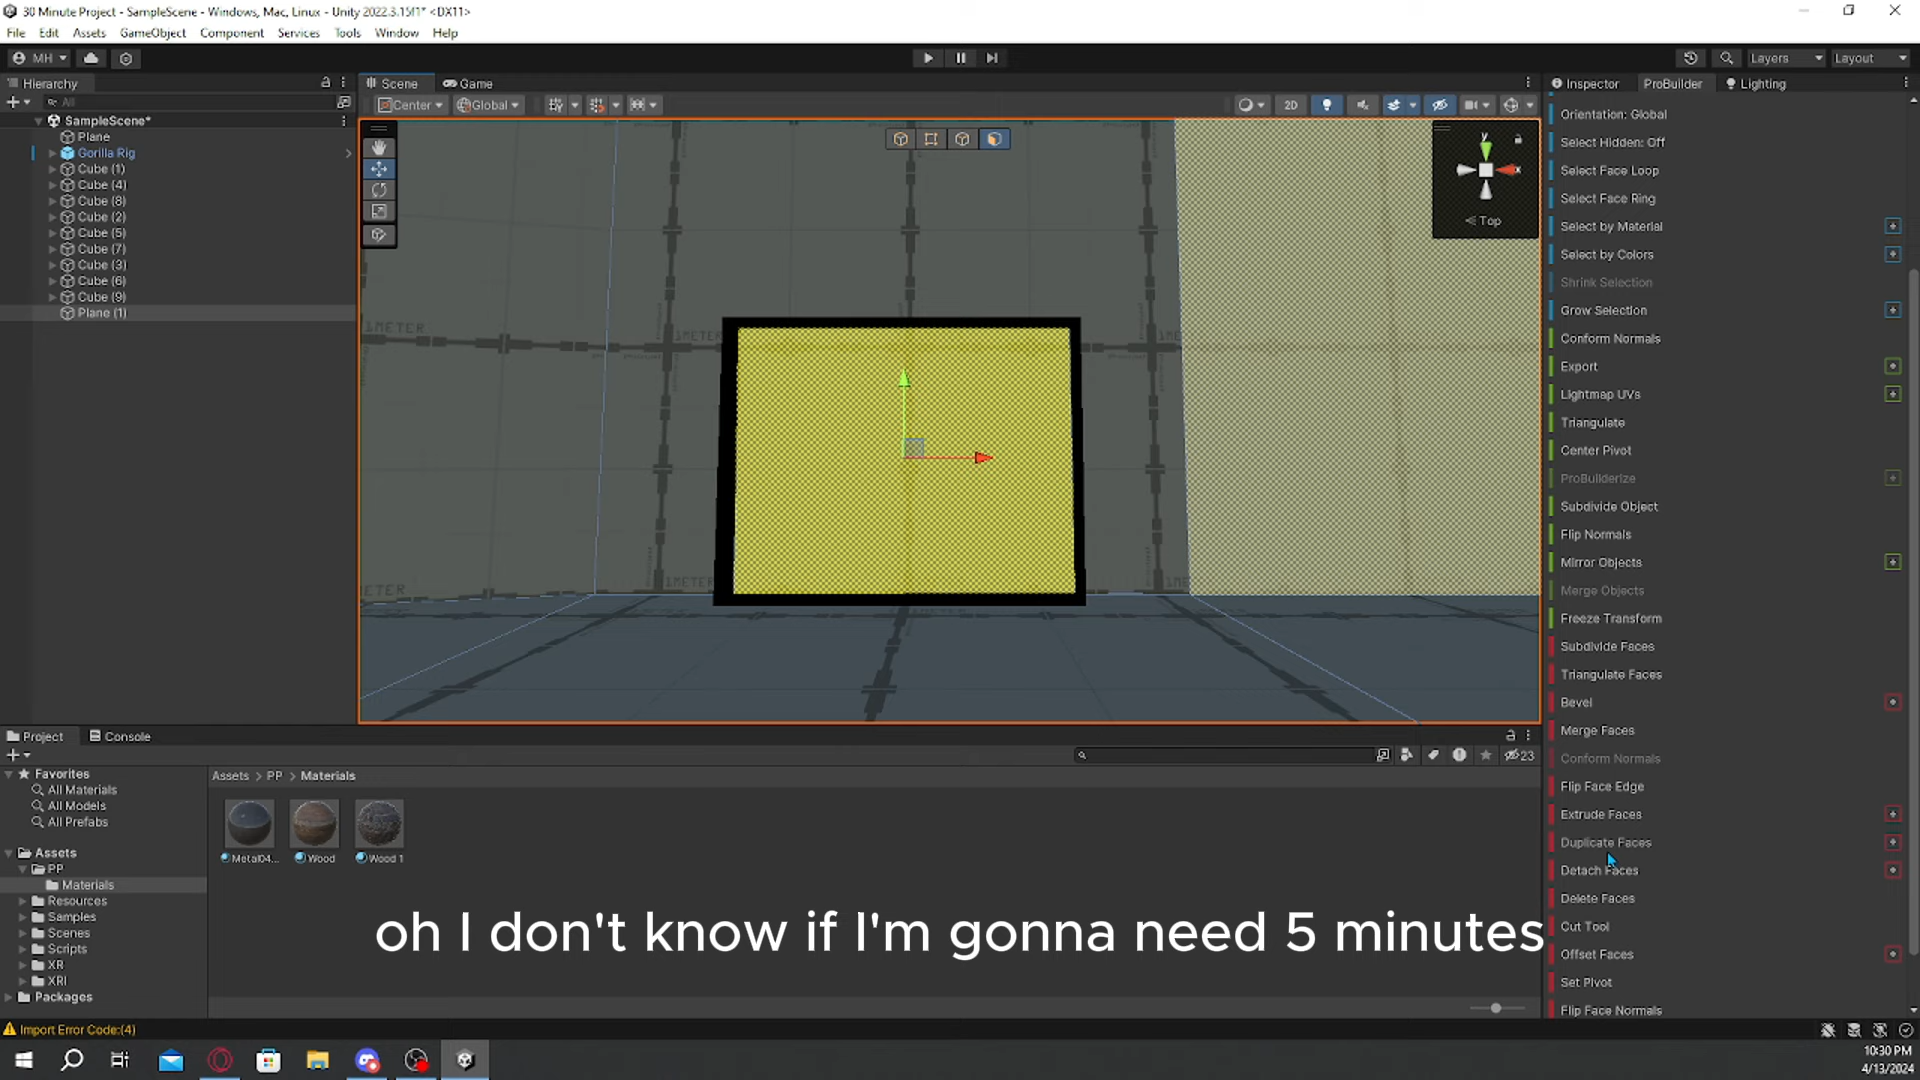 30 Minute Project - SampleScene - Windows, Mac, Linux - Unity 2022.3.15f1* <DX11>
File Edit Assets GameObject Component Services Tools Window Help
MH
Layers
Layout
Hierarchy
All
SampleScene*
Plane
Gorilla Rig
Cube (1)
Cube (4)
Cube (8)
Cube (2)
Cube (5)
Cube (7)
Cube (3)
Cube (6)
Cube (9)
Plane (1)
Scene
Game
Center
Global
2D
y
x
Top
1METER
1METER
1METER
1METER
1METER
Inspector
ProBuilder
Lighting
Orientation: Global
Select Hidden: Off
Select Face Loop
Select Face Ring
Select by Material
Select by Colors
Shrink Selection
Grow Selection
Conform Normals
Export
Lightmap UVs
Triangulate
Center Pivot
ProBuilderize
Subdivide Object
Flip Normals
Mirror Objects
Merge Objects
Freeze Transform
Subdivide Faces
Triangulate Faces
Bevel
Merge Faces
Conform Normals
Flip Face Edge
Extrude Faces
Duplicate Faces
Detach Faces
Delete Faces
Cut Tool
Offset Faces
Set Pivot
Flip Face Normals
Project
Console
23
Favorites
All Materials
All Models
All Prefabs
Assets
PP
Materials
Resources
Samples
Scenes
Scripts
XR
XRI
Packages
Assets > PP > Materials
Metal04...
Wood
Wood 1
oh I don't know if I'm gonna need 5 minutes
Import Error Code:(4)
10:30 PM
4/13/2024